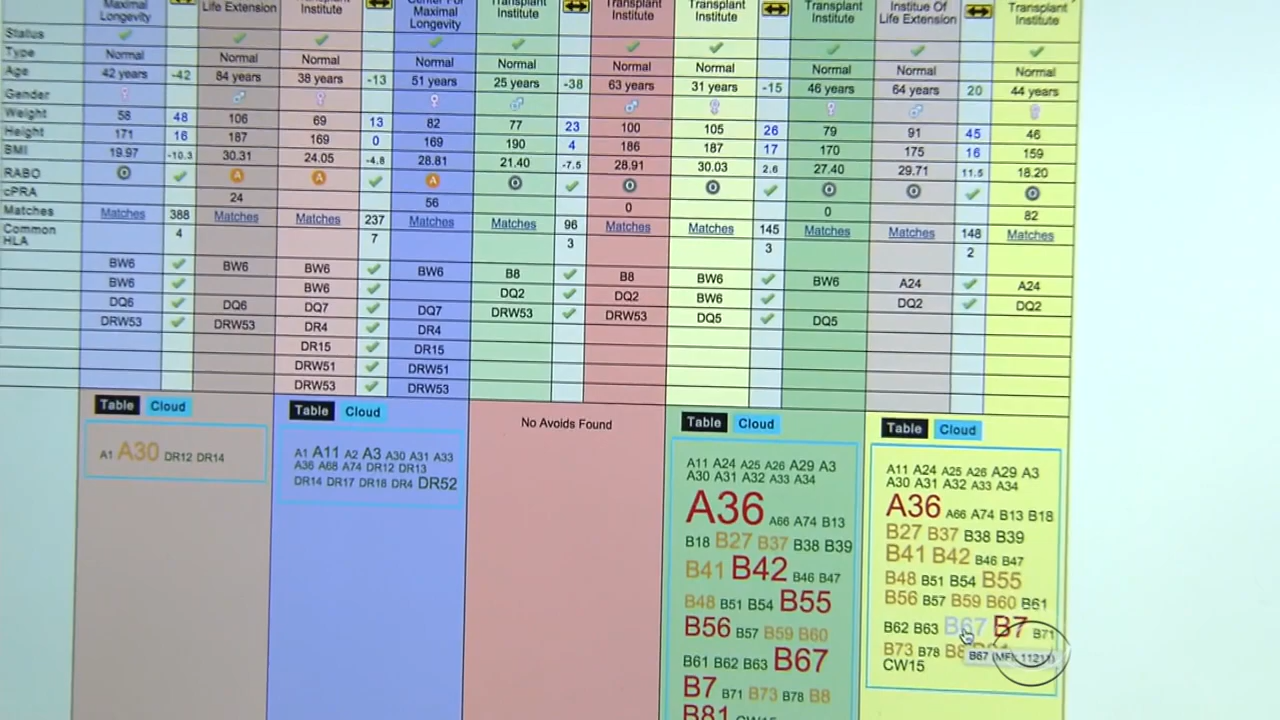 Maximal Longevity Life Extension Transplant Institute Center For Maximal Longevity Transplant Institute Transplant Institute Transplant Institute Transplant Institute Institue Of Life Extension Transplant Institute
Status
Type Normal Normal Normal Normal Normal Normal Normal Normal Normal Normal
Age 42 years -42 84 years 38 years -13 51 years 25 years -38 63 years 31 years -15 46 years 64 years 20 44 years
Gender
Weight 58 48 106 69 13 82 77 23 100 105 26 79 91 45 46
Height 171 16 187 169 0 169 190 4 186 187 17 170 175 16 159
BMI 19.97 -10.3 30.31 24.05 -4.8 28.81 21.40 -7.5 28.91 30.03 2.6 27.40 29.71 11.5 18.20
RABO O A A A O O O O O O
cPRA 24 56 0 0 82
Matches Matches 388 Matches Matches 237 Matches Matches 96 Matches Matches 145 Matches Matches 148 Matches
Common HLA 4 7 3 3 2
BW6 BW6 BW6 BW6 B8 B8 BW6 BW6 A24 A24
BW6 BW6 DQ2 DQ2 BW6 DQ2 DQ2
DQ6 DQ6 DQ7 DQ7 DRW53 DRW53 DQ5 DQ5
DRW53 DRW53 DR4 DR4
DR15 DR15
DRW51 DRW51
DRW53 DRW53
Table Cloud
A1 A30 DR12 DR14
Table Cloud
A1 A11 A2 A3 A30 A31 A33
A36 A68 A74 DR12 DR13
DR14 DR17 DR18 DR4 DR52
No Avoids Found
Table Cloud
A11 A24 A25 A26 A29 A3
A30 A31 A32 A33 A34
A36 A66 A74 B13
B18 B27 B37 B38 B39
B41 B42 B46 B47
B48 B51 B54 B55
B56 B57 B59 B60
B61 B62 B63 B67
B7 B71 B73 B78 B8
B81 CW15
Table Cloud
A11 A24 A25 A26 A29 A3
A30 A31 A32 A33 A34
A36 A66 A74 B13 B18
B27 B37 B38 B39
B41 B42 B46 B47
B48 B51 B54 B55
B56 B57 B59 B60 B61
B62 B63 B67 B7 B71
B73 B78
CW15
B67 (MFI: 11211)